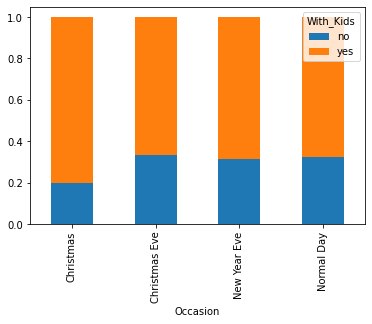 With_Kids
no
yes
1.0
0.8
0.6
0.4
0.2
0.0
Christmas
Christmas Eve
New Year Eve
Normal Day
Occasion